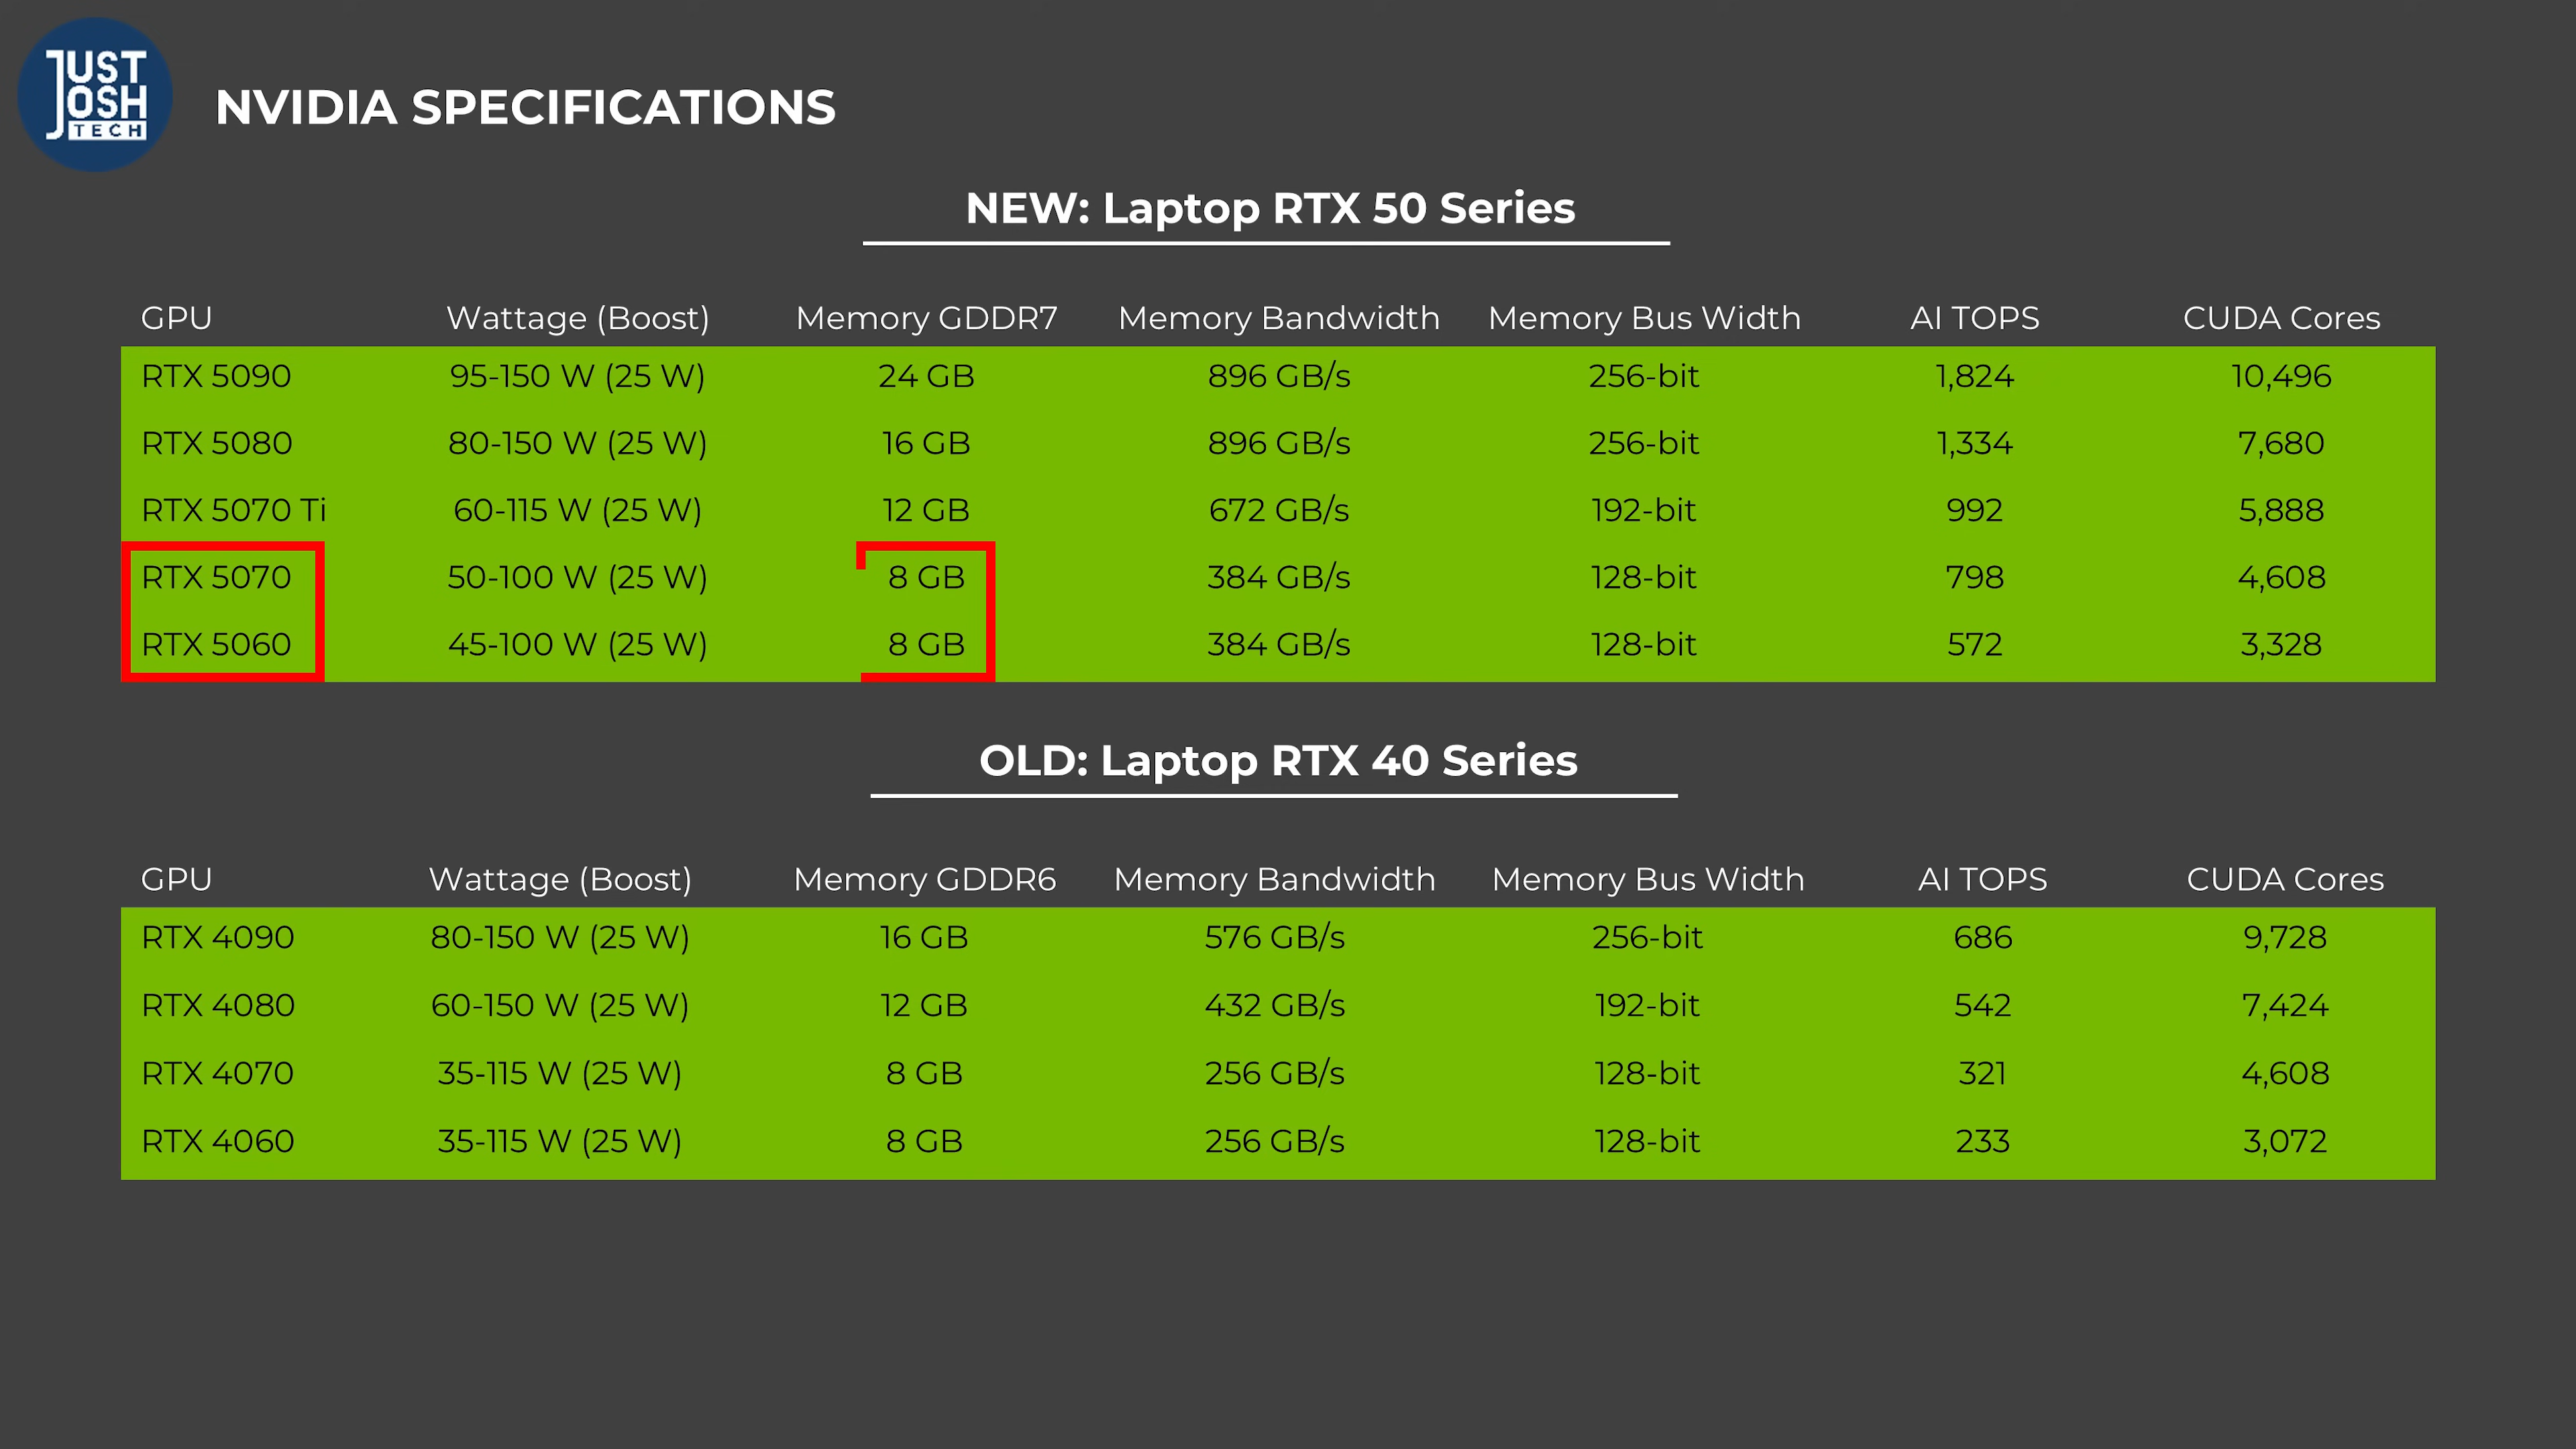 JUST
JOSH
TECH
NVIDIA SPECIFICATIONS
NEW: Laptop RTX 50 Series
GPU Wattage (Boost) Memory GDDR7 Memory Bandwidth Memory Bus Width AI TOPS CUDA Cores
RTX 5090 95-150 W (25 W) 24 GB 896 GB/s 256-bit 1,824 10,496
RTX 5080 80-150 W (25 W) 16 GB 896 GB/s 256-bit 1,334 7,680
RTX 5070 Ti 60-115 W (25 W) 12 GB 672 GB/s 192-bit 992 5,888
RTX 5070 50-100 W (25 W) 8 GB 384 GB/s 128-bit 798 4,608
RTX 5060 45-100 W (25 W) 8 GB 384 GB/s 128-bit 572 3,328
OLD: Laptop RTX 40 Series
GPU Wattage (Boost) Memory GDDR6 Memory Bandwidth Memory Bus Width AI TOPS CUDA Cores
RTX 4090 80-150 W (25 W) 16 GB 576 GB/s 256-bit 686 9,728
RTX 4080 60-150 W (25 W) 12 GB 432 GB/s 192-bit 542 7,424
RTX 4070 35-115 W (25 W) 8 GB 256 GB/s 128-bit 321 4,608
RTX 4060 35-115 W (25 W) 8 GB 256 GB/s 128-bit 233 3,072